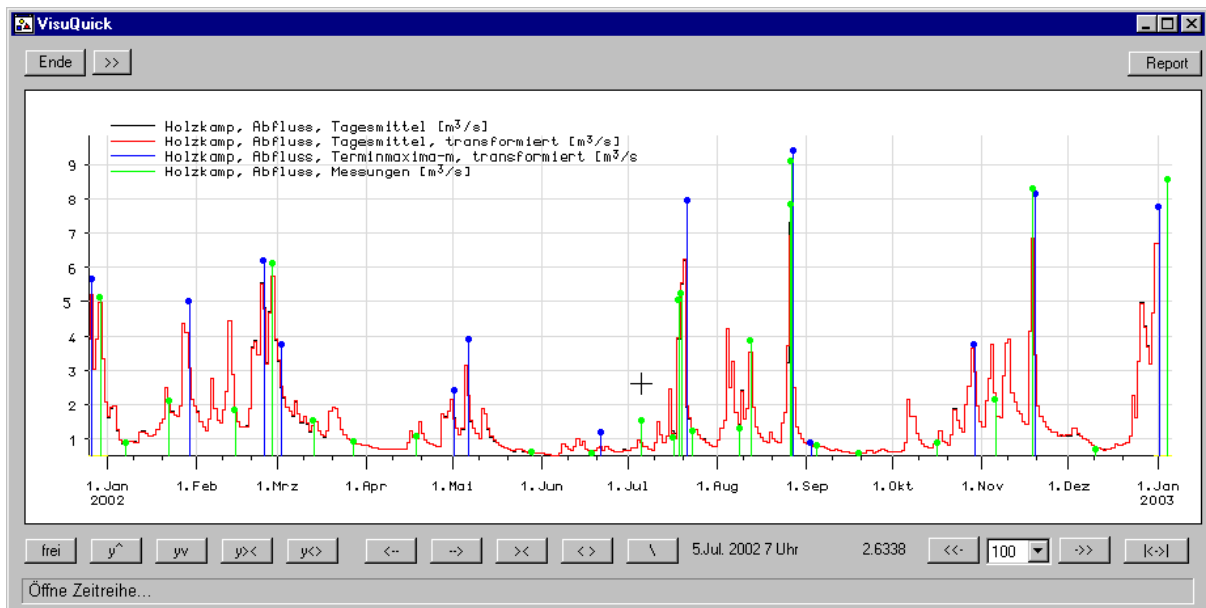 VisuQuick
Ende >> Report
Holzkamp, Abfluss, Tagesmittel [m³/s]
Holzkamp, Abfluss, Tagesmittel, transformiert [m³/s]
Holzkamp, Abfluss, Terminmaxima-m, transformiert [m³/s
Holzkamp, Abfluss, Messungen [m³/s]
9
8
7
6
5
4
3
2
1
1.Jan 1.Feb 1.Mrz 1.Apr 1.Mai 1.Jun 1.Jul 1.Aug 1.Sep 1.Okt 1.Nov 1.Dez 1.Jan
2002 2003
frei y^ yv y>< y<> <-- --> >< <> \ 5.Jul. 2002 7 Uhr 2.6338 <<- 100 ->> |<->|
Öffne Zeitreihe...